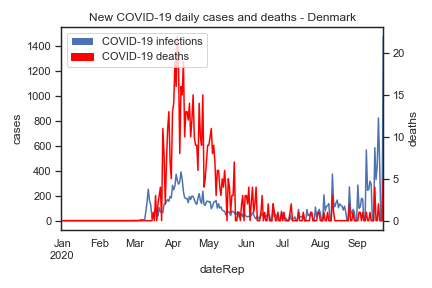 New COVID-19 daily cases and deaths - Denmark
COVID-19 infections
COVID-19 deaths
1400
1200
1000
800
600
400
200
0
cases
20
15
10
5
0
deaths
Jan Feb Mar Apr May Jun Jul Aug Sep
2020
dateRep